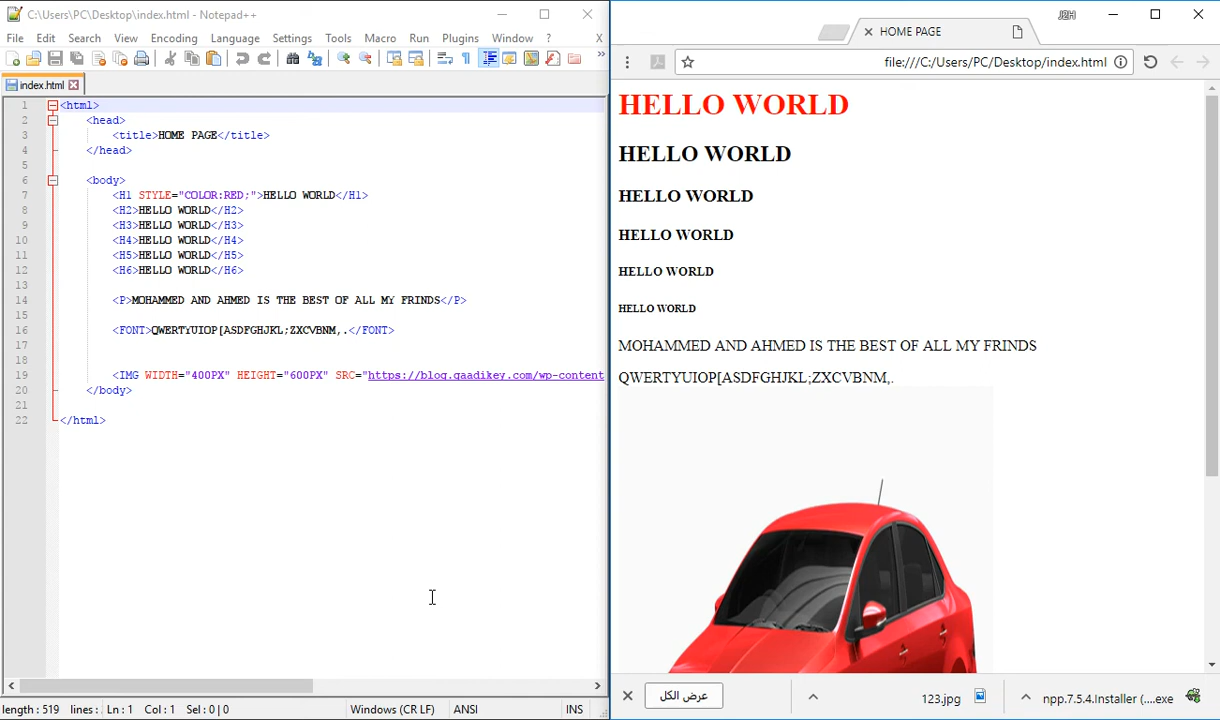 C:\Users\PC\Desktop\index.html - Notepad++
File Edit Search View Encoding Language Settings Tools Macro Run Plugins Window ? X
index.html
1 <html>
2 <head>
3 <title>HOME PAGE</title>
4 </head>
5
6 <body>
7 <H1 STYLE="COLOR:RED;">HELLO WORLD</H1>
8 <H2>HELLO WORLD</H2>
9 <H3>HELLO WORLD</H3>
10 <H4>HELLO WORLD</H4>
11 <H5>HELLO WORLD</H5>
12 <H6>HELLO WORLD</H6>
13
14 <P>MOHAMMED AND AHMED IS THE BEST OF ALL MY FRINDS</P>
15
16 <FONT>QWERTYUIOP[ASDFGHJKL;ZXCVBNM,.</FONT>
17
18
19 <IMG WIDTH="400PX" HEIGHT="600PX" SRC="https://blog.gaadikey.com/wp-content
20 </body>
21
22 </html>
length : 519 lines : Ln : 1 Col : 1 Sel : 0 | 0 Windows (CR LF) ANSI INS
HOME PAGE
file:///C:/Users/PC/Desktop/index.html
HELLO WORLD
HELLO WORLD
HELLO WORLD
HELLO WORLD
HELLO WORLD
HELLO WORLD
MOHAMMED AND AHMED IS THE BEST OF ALL MY FRINDS
QWERTYUIOP[ASDFGHJKL;ZXCVBNM,.
عرض الكل
123.jpg
npp.7.5.4.Installer (....exe